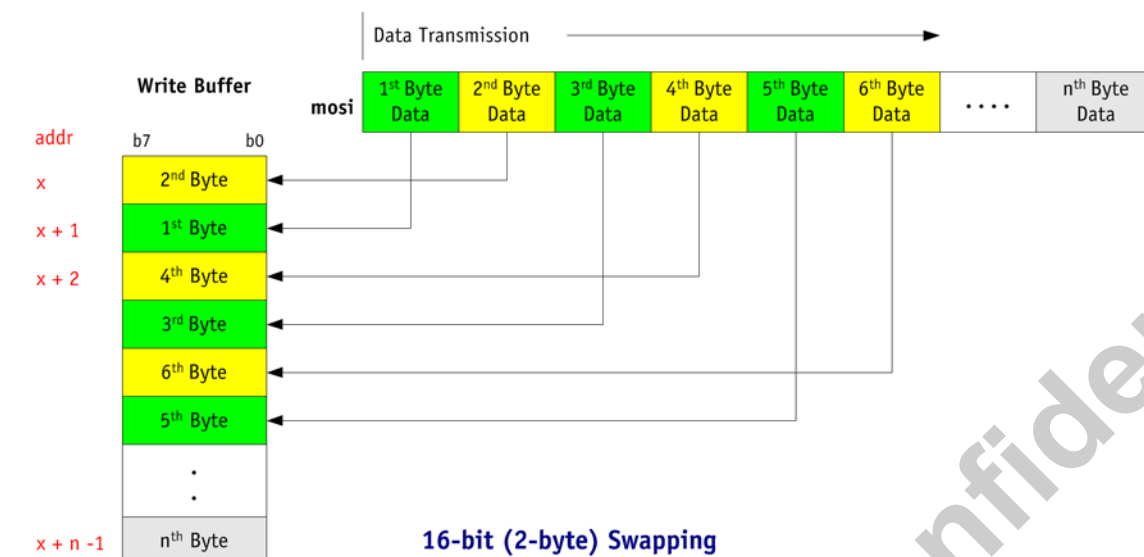 Data Transmission
Write Buffer
mosi
1st Byte Data
2nd Byte Data
3rd Byte Data
4th Byte Data
5th Byte Data
6th Byte Data
....
nth Byte Data
addr
b7 b0
x 2nd Byte
x + 1 1st Byte
x + 2 4th Byte
3rd Byte
6th Byte
5th Byte
x + n -1 nth Byte
16-bit (2-byte) Swapping